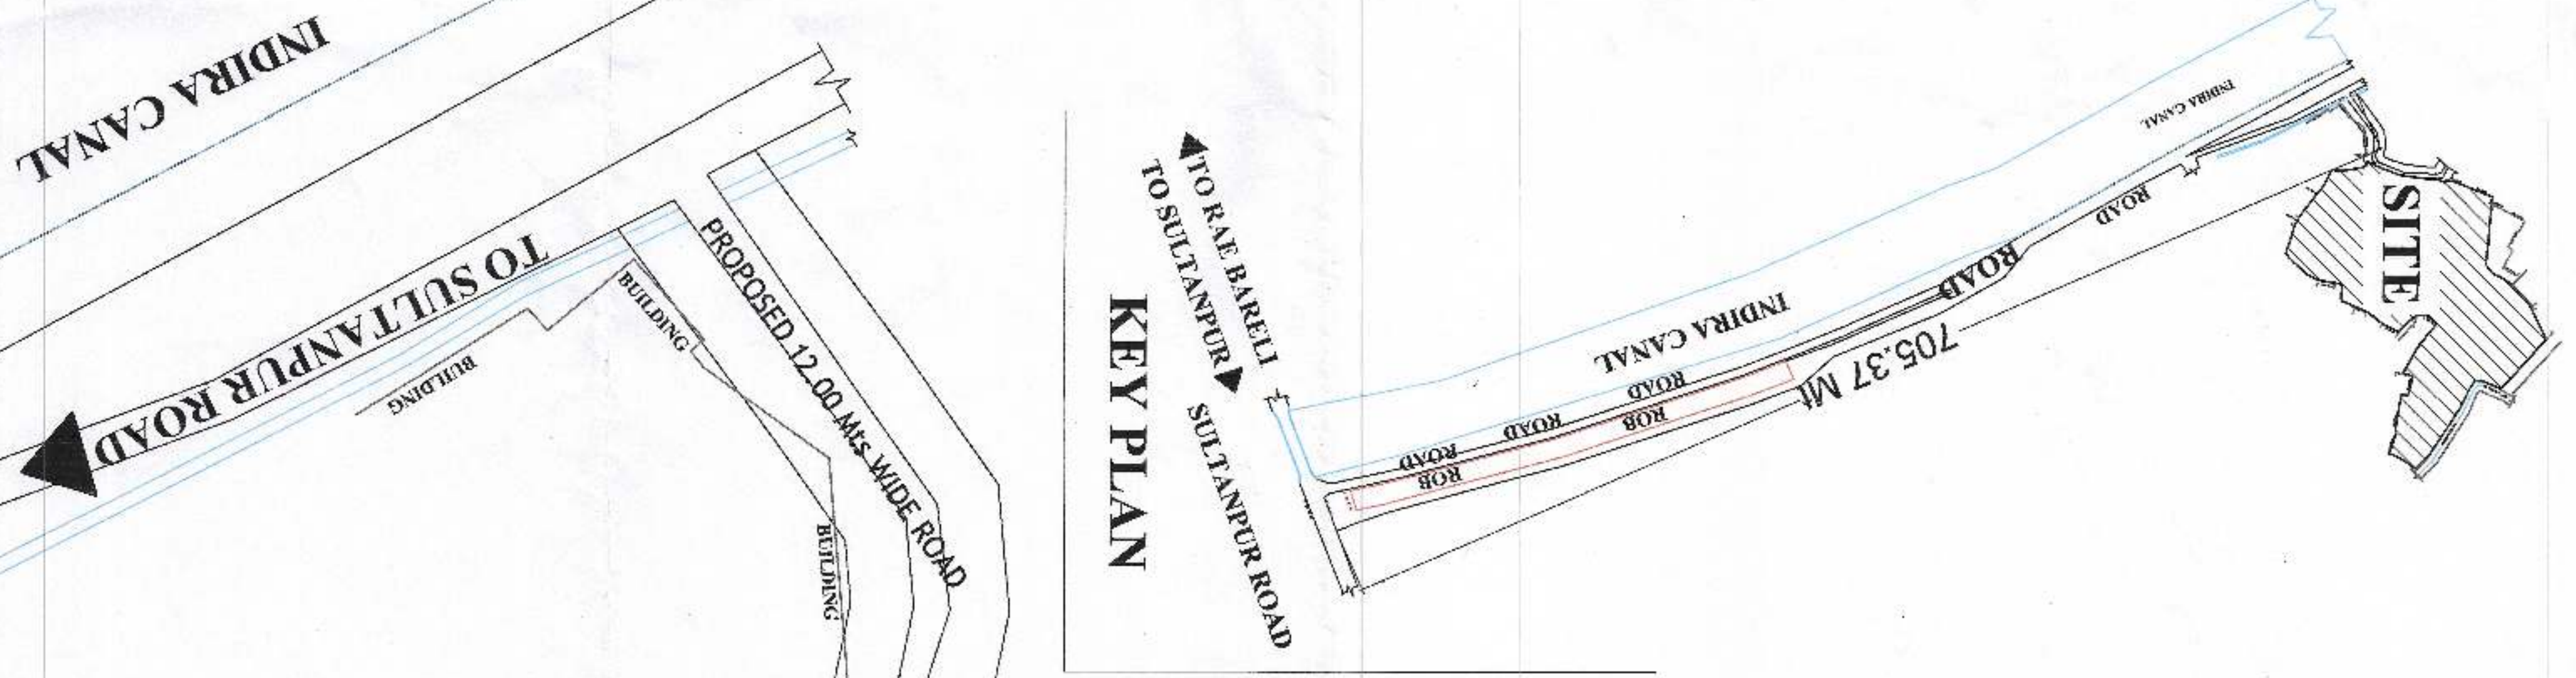 INDIRA CANAL
TO SULTANPUR ROAD
BUILDING
BUILDING
BUILDING
PROPOSED 12.00 Mts WIDE ROAD
KEY PLAN
TO RAE BARELI
TO SULTANPUR
SULTANPUR ROAD
INDIRA CANAL
INDIRA CANAL
ROAD
ROAD
ROAD
ROAD
ROAD
ROB
ROB
705.37 Mt
SITE